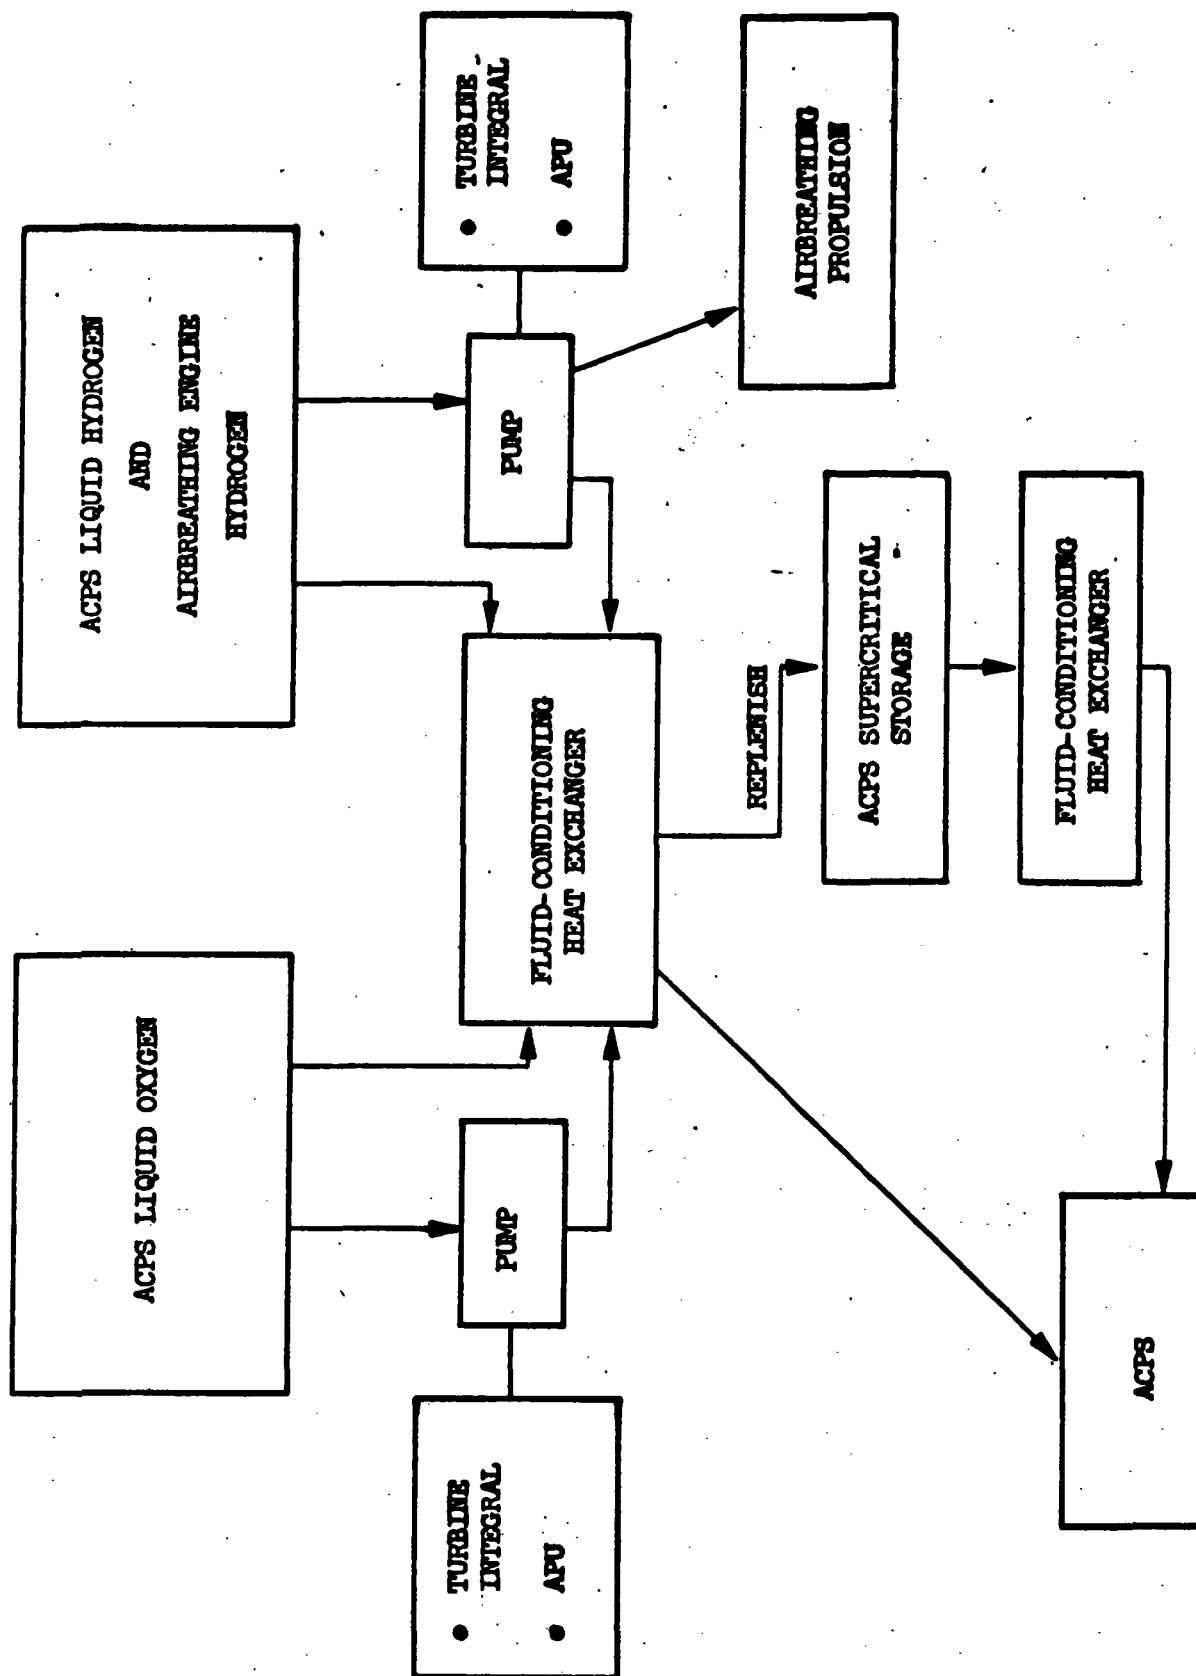 ACPS LIQUID OXYGEN
ACPS LIQUID HYDROGEN
AND
AIRBREATHING ENGINE
HYDROGEN
● TURBINE
INTEGRAL
● APU
PUMP
FLUID-CONDITIONING
HEAT EXCHANGER
PUMP
● TURBINE
INTEGRAL
● APU
REPLENISH
AIRBREATHING
PROPULSION
ACPS SUPERCRITICAL
STORAGE
FLUID-CONDITIONING
HEAT EXCHANGER
ACPS